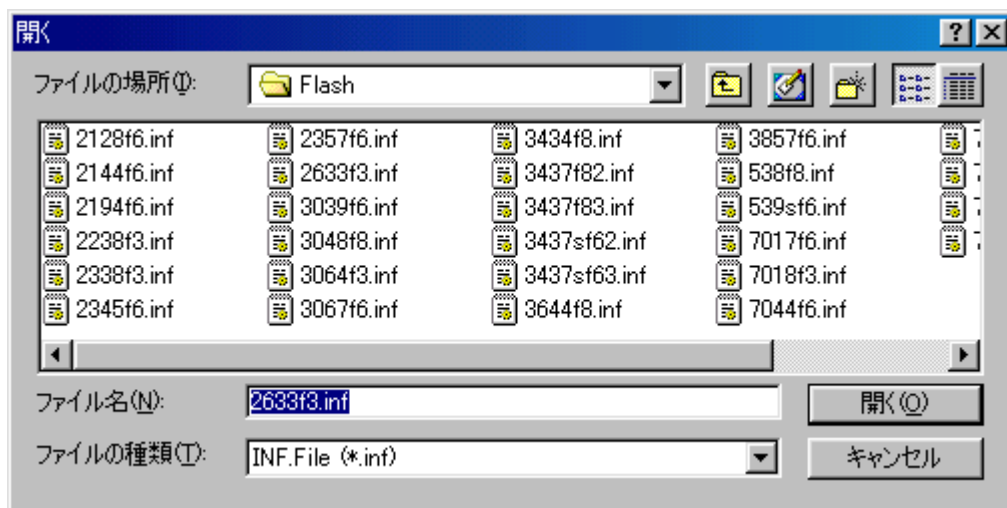 開く
ファイルの場所(I):
Flash
2128f6.inf 2357f6.inf 3434f8.inf 3857f6.inf 7
2144f6.inf 2633f3.inf 3437f82.inf 538f8.inf 7
2194f6.inf 3039f6.inf 3437f83.inf 539sf6.inf 7
2238f3.inf 3048f8.inf 3437sf62.inf 7017f6.inf 7
2338f3.inf 3064f3.inf 3437sf63.inf 7018f3.inf
2345f6.inf 3067f6.inf 3644f8.inf 7044f6.inf
ファイル名(N):
2633f3.inf
開く(O)
ファイルの種類(T):
INF.File (*.inf)
キャンセル